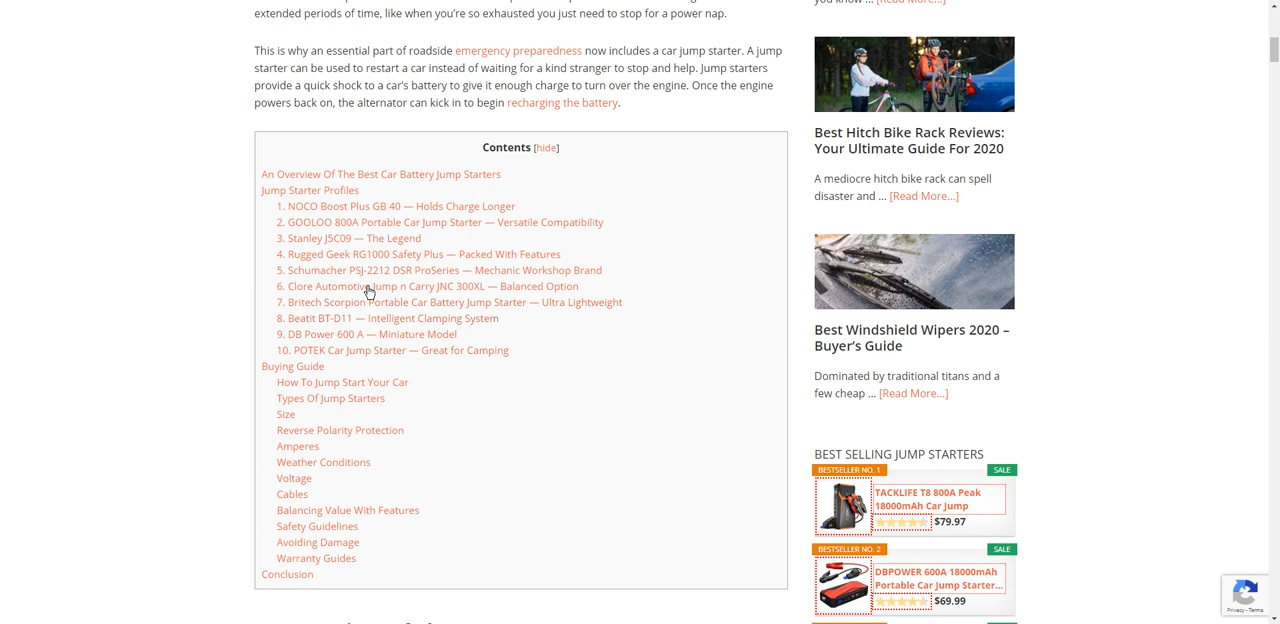 extended periods of time, like when you're so exhausted you just need to stop for a power nap.
This is why an essential part of roadside emergency preparedness now includes a car jump starter. A jump
starter can be used to restart a car instead of waiting for a kind stranger to stop and help. Jump starters
provide a quick shock to a car's battery to give it enough charge to turn over the engine. Once the engine
powers back on, the alternator can kick in to begin recharging the battery.
Contents [hide]
An Overview Of The Best Car Battery Jump Starters
Jump Starter Profiles
1. NOCO Boost Plus GB 40 — Holds Charge Longer
2. GOOLOO 800A Portable Car Jump Starter — Versatile Compatibility
3. Stanley J5C09 — The Legend
4. Rugged Geek RG1000 Safety Plus — Packed With Features
5. Schumacher PSJ-2212 DSR ProSeries — Mechanic Workshop Brand
6. Clore Automotive Jump n Carry JNC 300XL — Balanced Option
7. Britech Scorpion Portable Car Battery Jump Starter — Ultra Lightweight
8. Beatit BT-D11 — Intelligent Clamping System
9. DB Power 600 A — Miniature Model
10. POTEK Car Jump Starter — Great for Camping
Buying Guide
How To Jump Start Your Car
Types Of Jump Starters
Size
Reverse Polarity Protection
Amperes
Weather Conditions
Voltage
Cables
Balancing Value With Features
Safety Guidelines
Avoiding Damage
Warranty Guides
Conclusion
you know ... [Read More...]
Best Hitch Bike Rack Reviews:
Your Ultimate Guide For 2020
A mediocre hitch bike rack can spell
disaster and ... [Read More...]
Best Windshield Wipers 2020 –
Buyer's Guide
Dominated by traditional titans and a
few cheap ... [Read More...]
BEST SELLING JUMP STARTERS
BESTSELLER NO. 1
SALE
TACKLIFE T8 800A Peak
18000mAh Car Jump
$79.97
BESTSELLER NO. 2
SALE
DBPOWER 600A 18000mAh
Portable Car Jump Starter...
$69.99
Privacy - Terms